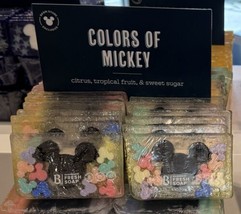 COLORS OF
MICKEY
citrus, tropical fruit, & sweet sugar
B
FRESH
SOAP
B
FRESH
SOAP